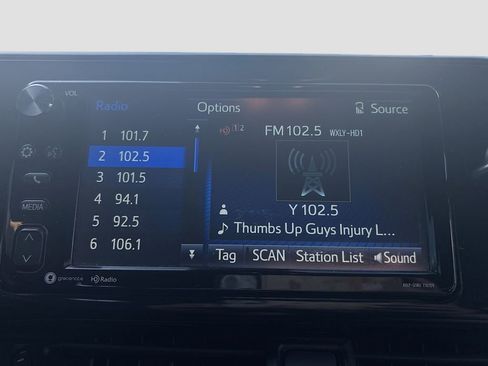 VOL
Radio
Options
Source
HD 1 2
FM 102.5 WXLY-HD1
1 101.7
2 102.5
3 101.5
4 94.1
5 92.5
6 106.1
Y 102.5
Thumbs Up Guys Injury L...
MEDIA
Tag SCAN Station List Sound
gracenote HD Radio